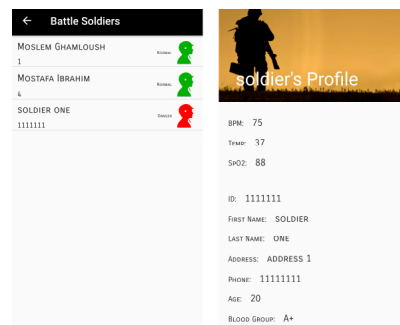 Battle Soldiers
Moslem Ghamloush
Normal
1
Mostafa Ibrahim
Normal
4
SOLDIER ONE
Danger
1111111
soldier's Profile
BPM: 75
Temp: 37
SpO2: 88
ID: 1111111
First Name: SOLDIER
Last Name: ONE
Address: ADDRESS 1
Phone: 11111111
Age: 20
Blood Group: A+